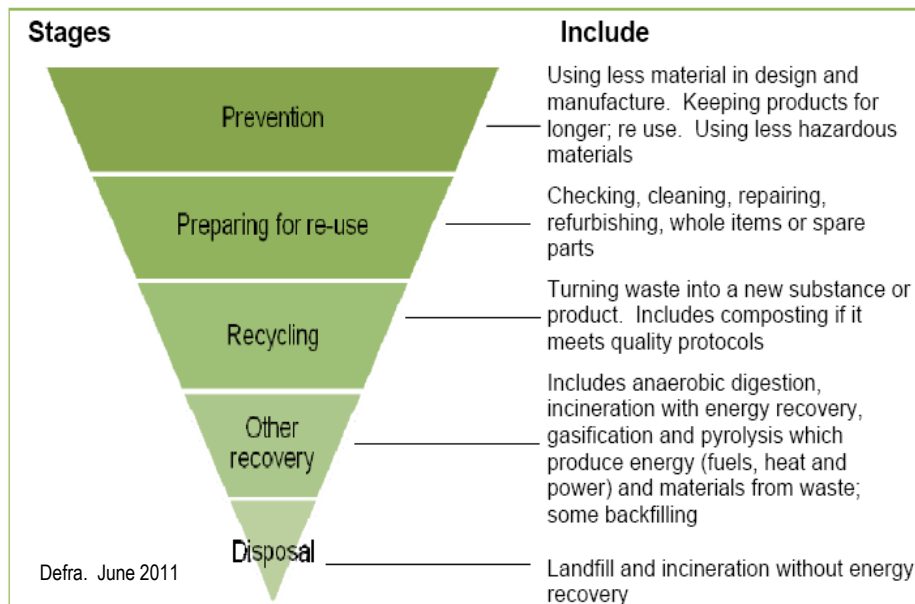 Stages
Include
Prevention
Using less material in design and
manufacture.  Keeping products for
longer; re use.  Using less hazardous
materials
Preparing for re-use
Checking, cleaning, repairing,
refurbishing, whole items or spare
parts
Recycling
Turning waste into a new substance or
product.  Includes composting if it
meets quality protocols
Other
recovery
Includes anaerobic digestion,
incineration with energy recovery,
gasification and pyrolysis which
produce energy (fuels, heat and
power) and materials from waste;
some backfilling
Disposal
Landfill and incineration without energy
recovery
Defra.  June 2011